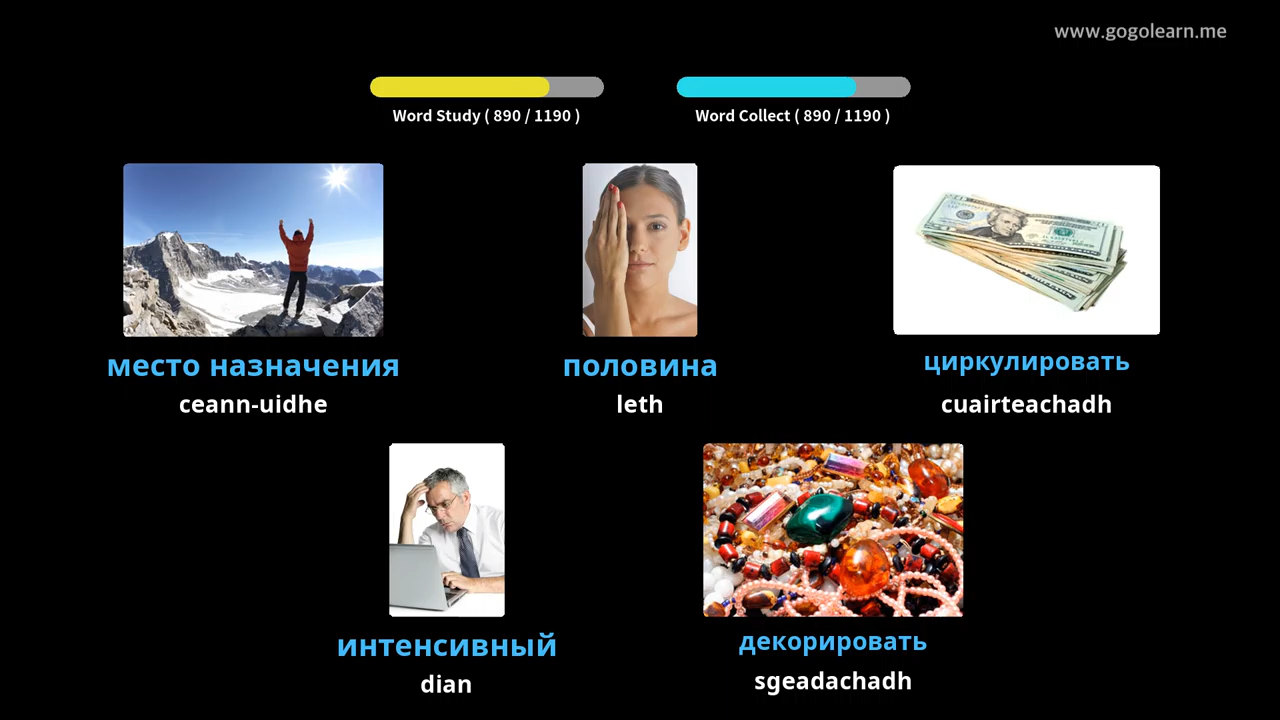 www.gogolearn.me
Word Study ( 890 / 1190 )
Word Collect ( 890 / 1190 )
место назначения
ceann-uidhe
половина
leth
циркулировать
cuairteachadh
интенсивный
dian
декорировать
sgeadachadh